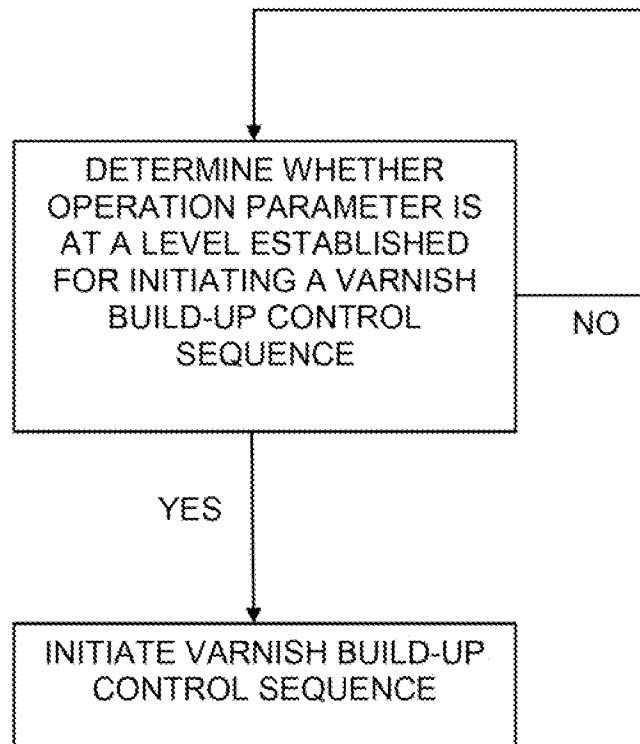 DETERMINE WHETHER
OPERATION PARAMETER IS
AT A LEVEL ESTABLISHED
FOR INITIATING A VARNISH
BUILD-UP CONTROL
SEQUENCE
NO
YES
INITIATE VARNISH BUILD-UP
CONTROL SEQUENCE